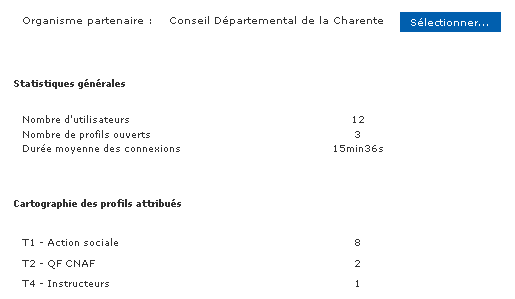 Organisme partenaire : Conseil Départemental de la Charente Sélectionner...
Statistiques générales
Nombre d'utilisateurs 12
Nombre de profils ouverts 3
Durée moyenne des connexions 15min36s
Cartographie des profils attribués
T1 - Action sociale 8
T2 - QF CNAF 2
T4 - Instructeurs 1